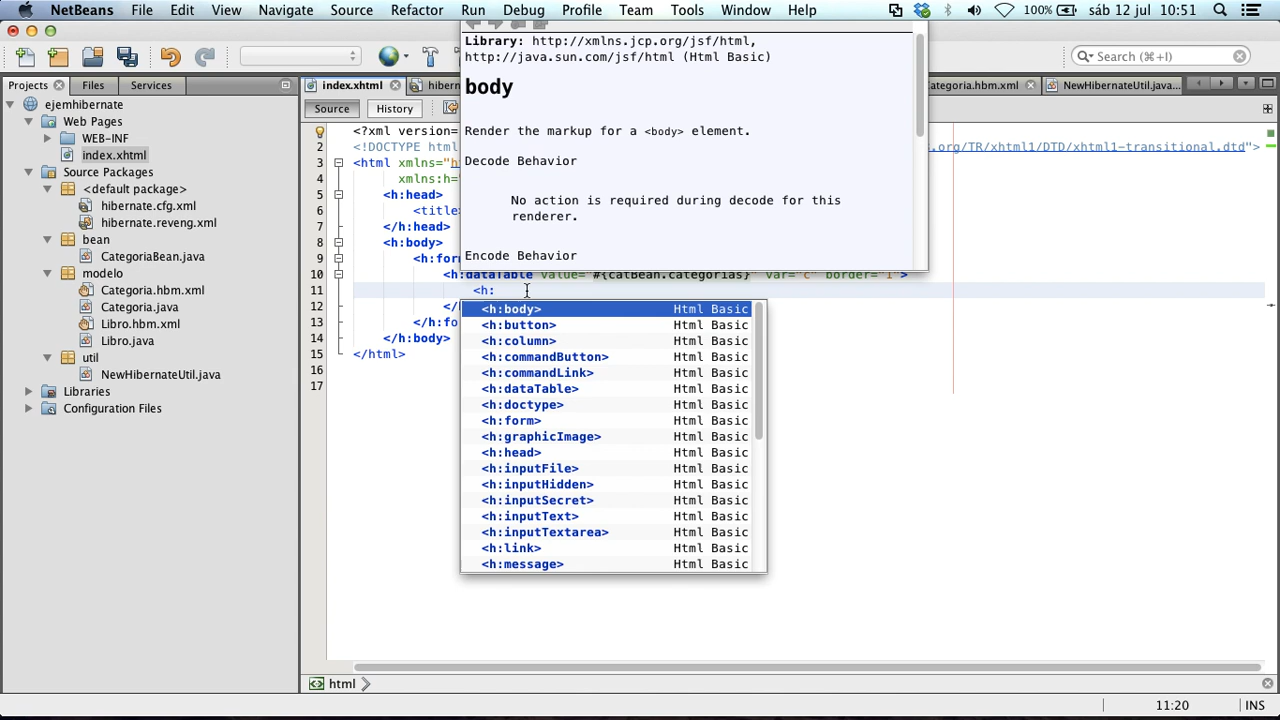 NetBeans File Edit View Navigate Source Refactor Run Debug Profile Team Tools Window Help 100% sáb 12 jul 10:51
Search (⌘+I)
Projects Files Services
index.xhtml hibern Categoria.hbm.xml NewHibernateUtil.java...
Source History
ejemhibernate
Web Pages
WEB-INF
index.xhtml
Source Packages
<default package>
hibernate.cfg.xml
hibernate.reveng.xml
bean
CategoriaBean.java
modelo
Categoria.hbm.xml
Categoria.java
Libro.hbm.xml
Libro.java
util
NewHibernateUtil.java
Libraries
Configuration Files
1 <?xml version=
2 <!DOCTYPE html .org/TR/xhtml1/DTD/xhtml1-transitional.dtd">
3 <html xmlns="h
4 xmlns:h="
5 <h:head>
6 <title>
7 </h:head>
8 <h:body>
9 <h:form
10 <h:dataTable value="#{catBean.categorias}" var="c" border="1">
11 <h:
12 </
13 </h:fo
14 </h:body>
15 </html>
16
17
Library: http://xmlns.jcp.org/jsf/html,
http://java.sun.com/jsf/html (Html Basic)
body
Render the markup for a <body> element.
Decode Behavior
No action is required during decode for this
renderer.
Encode Behavior
<h:body> Html Basic
<h:button> Html Basic
<h:column> Html Basic
<h:commandButton> Html Basic
<h:commandLink> Html Basic
<h:dataTable> Html Basic
<h:doctype> Html Basic
<h:form> Html Basic
<h:graphicImage> Html Basic
<h:head> Html Basic
<h:inputFile> Html Basic
<h:inputHidden> Html Basic
<h:inputSecret> Html Basic
<h:inputText> Html Basic
<h:inputTextarea> Html Basic
<h:link> Html Basic
<h:message> Html Basic
html
11:20 INS